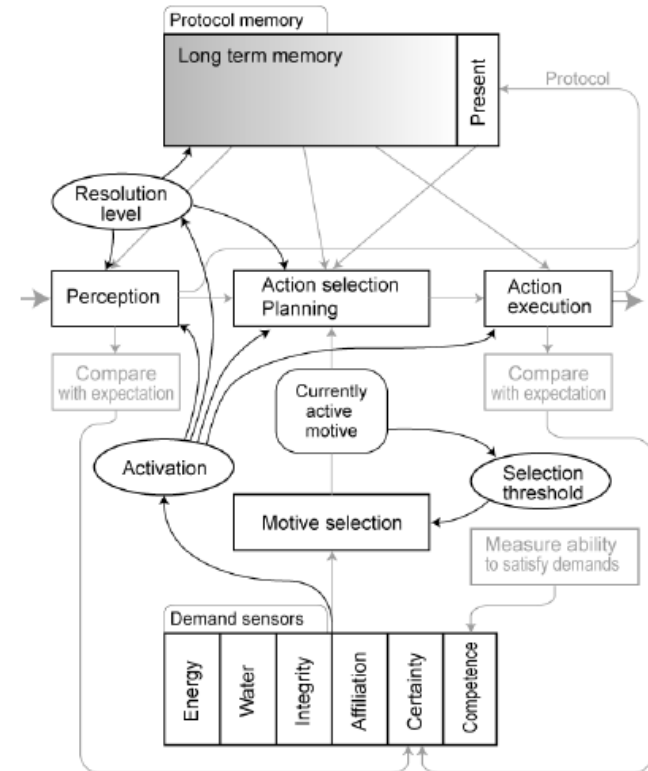 Protocol memory
Long term memory
Present
Protocol
Resolution
level
Perception
Action selection
Planning
Action
execution
Compare
with expectation
Currently
active
motive
Compare
with expectation
Activation
Selection
threshold
Motive selection
Measure ability
to satisfy demands
Demand sensors
Energy
Water
Integrity
Affiliation
Certainty
Competence